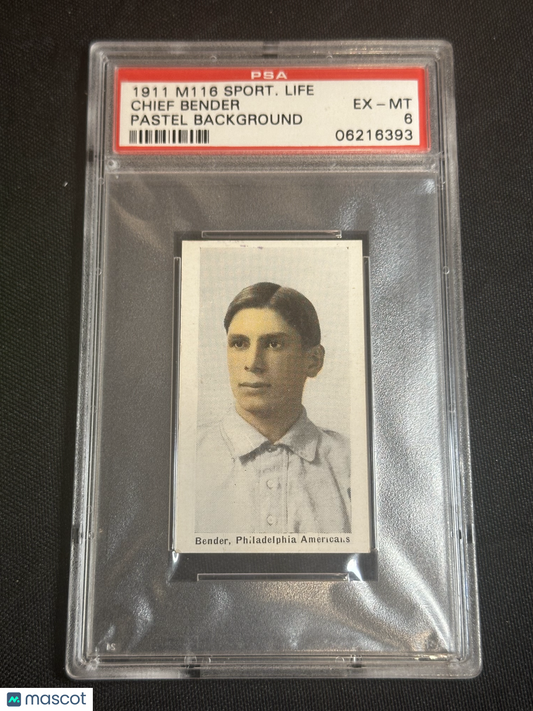 PSA
1911 M116 SPORT. LIFE
CHIEF BENDER EX-MT
PASTEL BACKGROUND 6
06216393
Bender, Philadelphia Americans
mascot